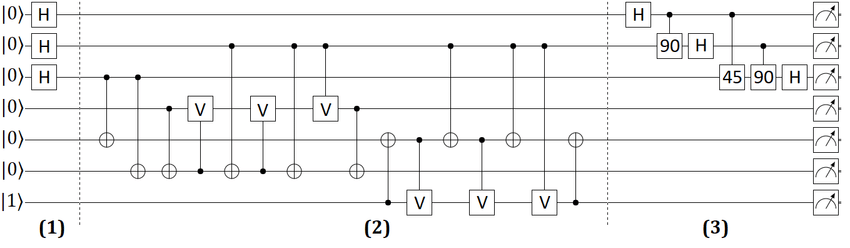 |0⟩ H H
|0⟩ H 90 H
|0⟩ H 45 90 H
|0⟩ V V V
|0⟩
|0⟩
|1⟩ V V V
(1) (2) (3)